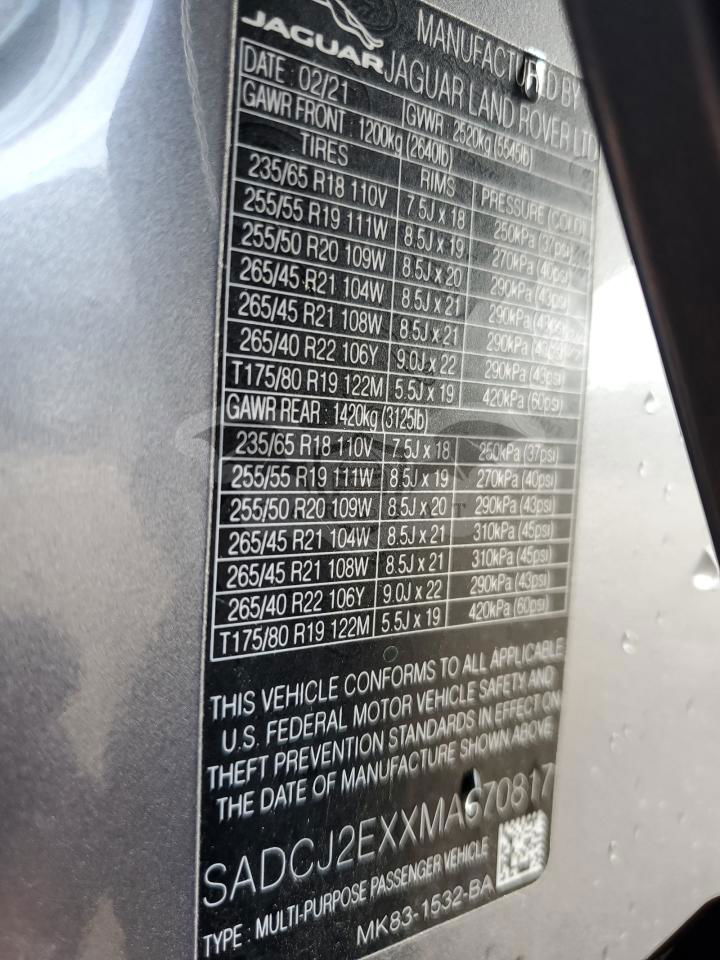 JAGUAR
MANUFACTURED BY
JAGUAR LAND ROVER LTD
DATE: 02/21 GVWR: 2520kg (5545lb)
GAWR FRONT: 1200kg (2640lb)
TIRES RIMS PRESSURE (COLD)
235/65 R18 110V 7.5J x 18 250kPa (37psi)
255/55 R19 111W 8.5J x 19 270kPa (40psi)
255/50 R20 109W 8.5J x 20 290kPa (43psi)
265/45 R21 104W 8.5J x 21 290kPa (43psi)
265/45 R21 108W 8.5J x 21 290kPa (43psi)
265/40 R22 106Y 9.0J x 22 290kPa (43psi)
T175/80 R19 122M 5.5J x 19 420kPa (60psi)
GAWR REAR: 1420kg (3125lb)
235/65 R18 110V 7.5J x 18 250kPa (37psi)
255/55 R19 111W 8.5J x 19 270kPa (40psi)
255/50 R20 109W 8.5J x 20 290kPa (43psi)
265/45 R21 104W 8.5J x 21 310kPa (45psi)
265/45 R21 108W 8.5J x 21 310kPa (45psi)
265/40 R22 106Y 9.0J x 22 290kPa (43psi)
T175/80 R19 122M 5.5J x 19 420kPa (60psi)
THIS VEHICLE CONFORMS TO ALL APPLICABLE
U.S. FEDERAL MOTOR VEHICLE SAFETY AND
THEFT PREVENTION STANDARDS IN EFFECT ON
THE DATE OF MANUFACTURE SHOWN ABOVE
SADCJ2EXXMA670817
TYPE: MULTI-PURPOSE PASSENGER VEHICLE
MK83-1532-BA